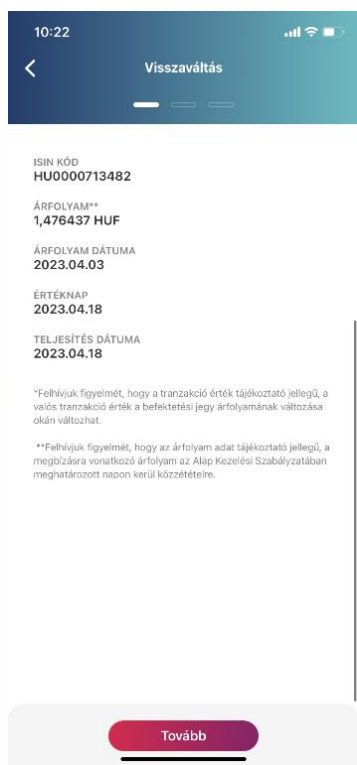 10:22
Visszaváltás
ISIN KÓD
HU0000713482
ÁRFOLYAM**
1,476437 HUF
ÁRFOLYAM DÁTUMA
2023.04.03
ÉRTÉKNAP
2023.04.18
TELJESÍTÉS DÁTUMA
2023.04.18
*Felhívjuk figyelmét, hogy a tranzakció érték tájékoztató jellegű, a
valós tranzakció érték a befektetési jegy árfolyamának változása
okán változhat.
**Felhívjuk figyelmét, hogy az árfolyam adat tájékoztató jellegű, a
megbízásra vonatkozó árfolyam az Alap Kezelési Szabályzatában
meghatározott napon kerül közzétételre.
Tovább